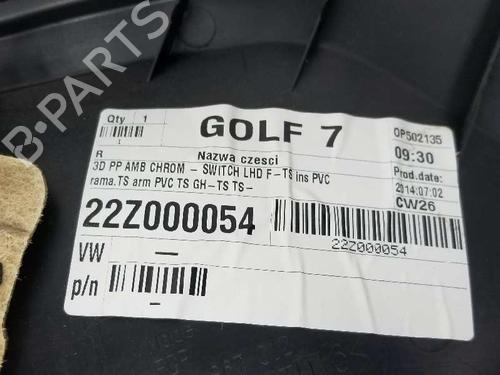 Qty 1
1
GOLF 7
OP502135
09:30
R
Nazwa czesci
Prod.date:
2014:07:02
CW26
3D PP AMB CHROM - SWITCH LHD F-TS ins PVC
rama.TS arm PVC TS GH-TS TS-
22Z000054
22Z000054
VW —
p/n –
B-PARTS